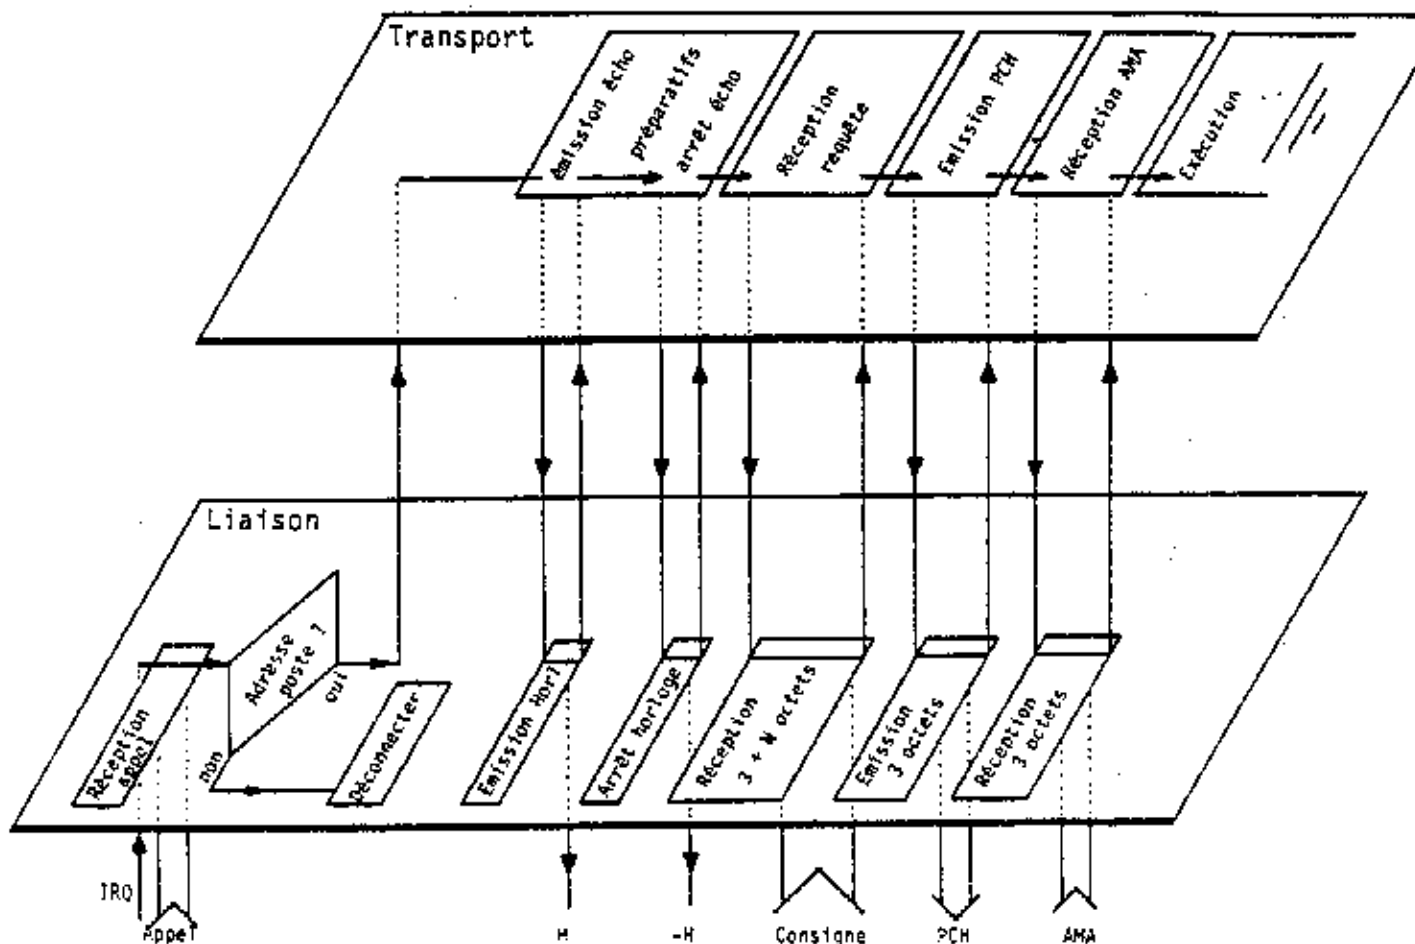 Transport
émission écho
préparatifs
arrêt écho
Réception
requête
Emission PCH
Réception AMA
Exécution
Liaison
Réception
appel
Adresse
poste ?
oui
non
Déconnecter
Emission Horl
Arrêt horloge
Réception
3 + N octets
Emission
3 octets
Réception
3 octets
IRQ
Appel
H
-H
Consigne
PCH
AMA